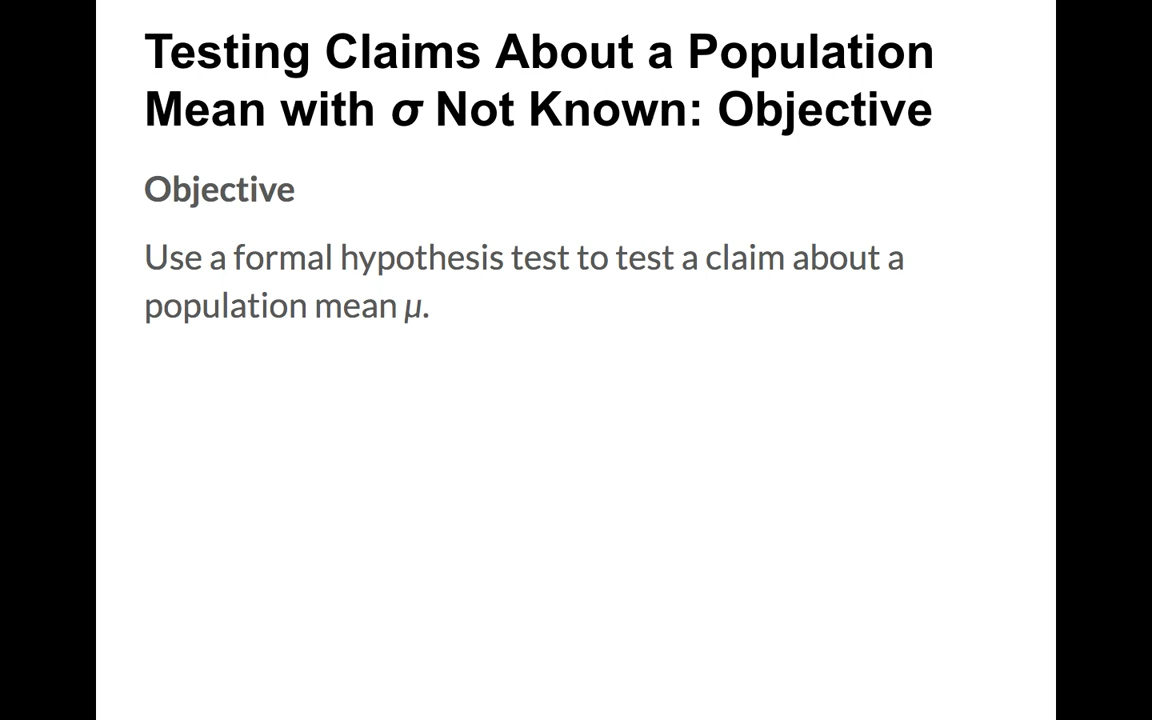 Testing Claims About a Population
Mean with σ Not Known: Objective
Objective
Use a formal hypothesis test to test a claim about a
population mean μ.